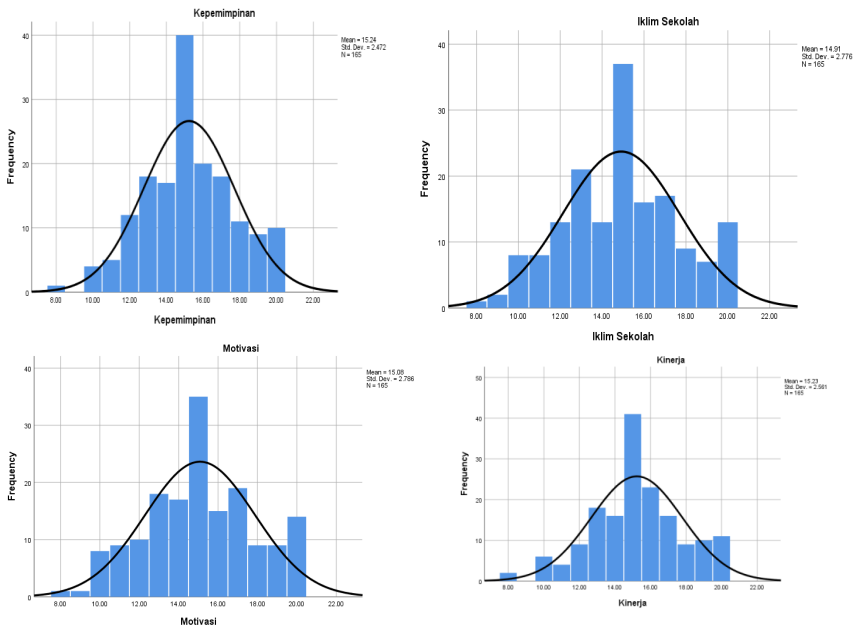 Kepemimpinan
Mean = 15.24
Std. Dev. = 2.472
N = 165
Frequency
40
30
20
10
0
8.00 10.00 12.00 14.00 16.00 18.00 20.00 22.00
Kepemimpinan
Iklim Sekolah
Mean = 14.91
Std. Dev. = 2.776
N = 165
Frequency
40
30
20
10
0
8.00 10.00 12.00 14.00 16.00 18.00 20.00 22.00
Iklim Sekolah
Motivasi
Mean = 15.08
Std. Dev. = 2.786
N = 165
Frequency
40
30
20
10
0
8.00 10.00 12.00 14.00 16.00 18.00 20.00 22.00
Motivasi
Kinerja
Mean = 15.23
Std. Dev. = 2.561
N = 165
Frequency
50
40
30
20
10
0
8.00 10.00 12.00 14.00 16.00 18.00 20.00 22.00
Kinerja